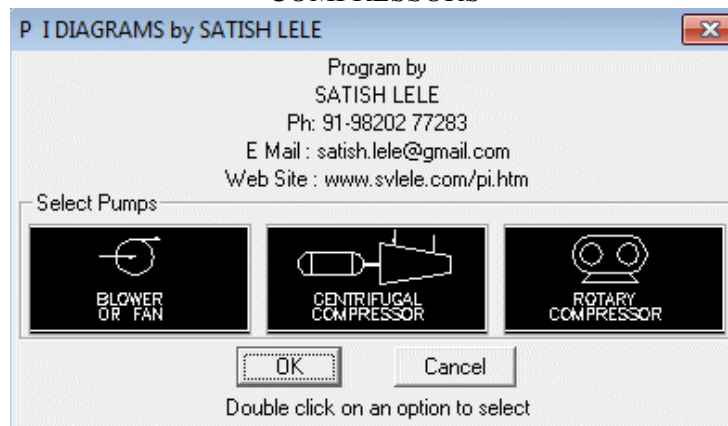 COMPRESSORS
P I DIAGRAMS by SATISH LELE
Program by
SATISH LELE
Ph: 91-98202 77283
E Mail : satish.lele@gmail.com
Web Site : www.svlele.com/pi.htm
Select Pumps
BLOWER
OR FAN
CENTRIFUGAL
COMPRESSOR
ROTARY
COMPRESSOR
OK Cancel
Double click on an option to select